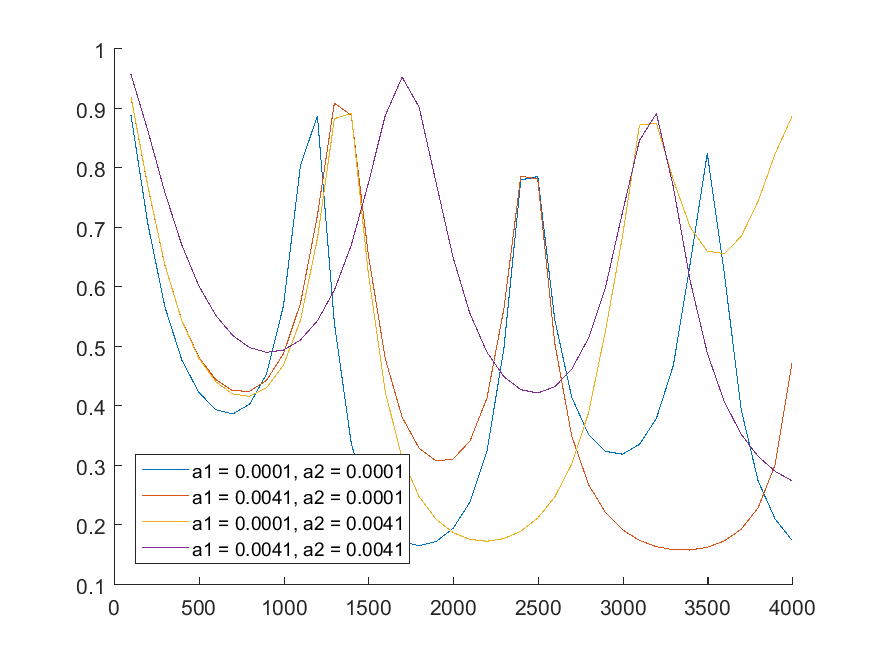 1
0.9
0.8
0.7
0.6
0.5
0.4
0.3
0.2
0.1
a1 = 0.0001, a2 = 0.0001
a1 = 0.0041, a2 = 0.0001
a1 = 0.0001, a2 = 0.0041
a1 = 0.0041, a2 = 0.0041
0 500 1000 1500 2000 2500 3000 3500 4000